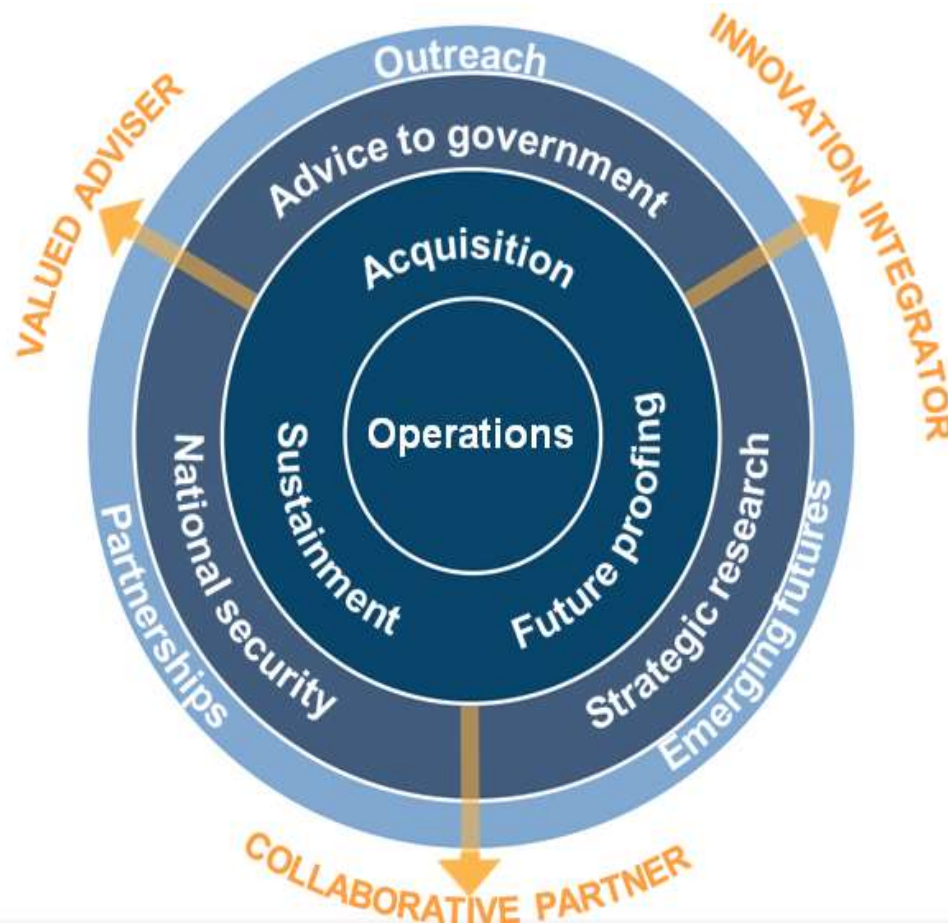 Outreach
INNOVATION INTEGRATOR
VALUED ADVISER
Advice to government
Acquisition
Operations
Sustainment
Future proofing
National security
Strategic research
Partnerships
Emerging futures
COLLABORATIVE PARTNER